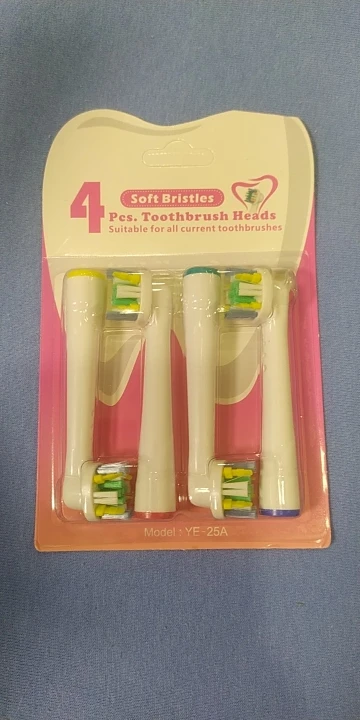 4
Soft Bristles
Pcs. Toothbrush Heads
Suitable for all current toothbrushes
Model : YE-25A